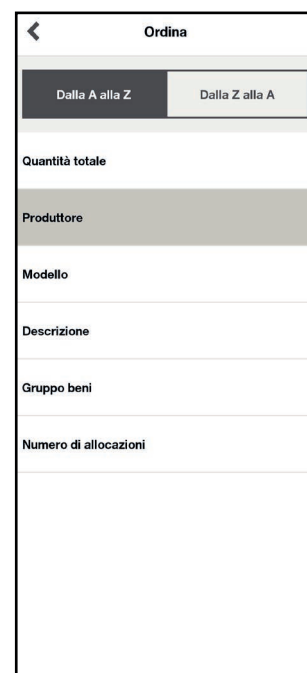 Ordina
Dalla A alla Z
Dalla Z alla A
Quantità totale
Produttore
Modello
Descrizione
Gruppo beni
Numero di allocazioni